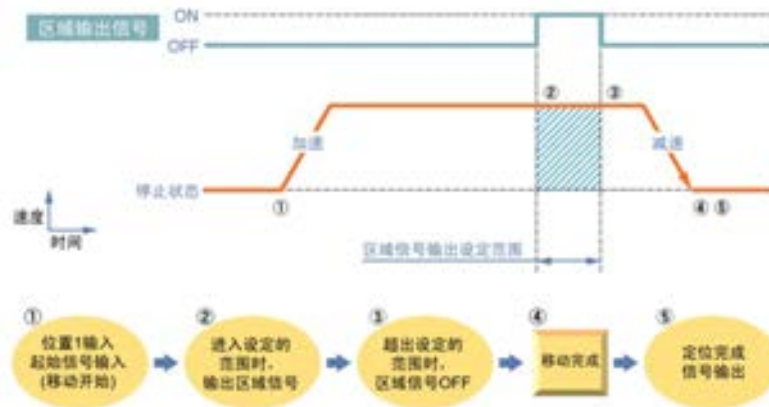 ON
区域输出信号
OFF
② ③
加速 减速
停止状态
① ④ ⑤
速度
时间
区域信号输出设定范围
① ② ③ ④ ⑤
位置1输入
起始信号输入
(移动开始)
进入设定的
范围时、
输出区域信号
超出设定的
范围时、
区域信号OFF
移动完成
定位完成
信号输出